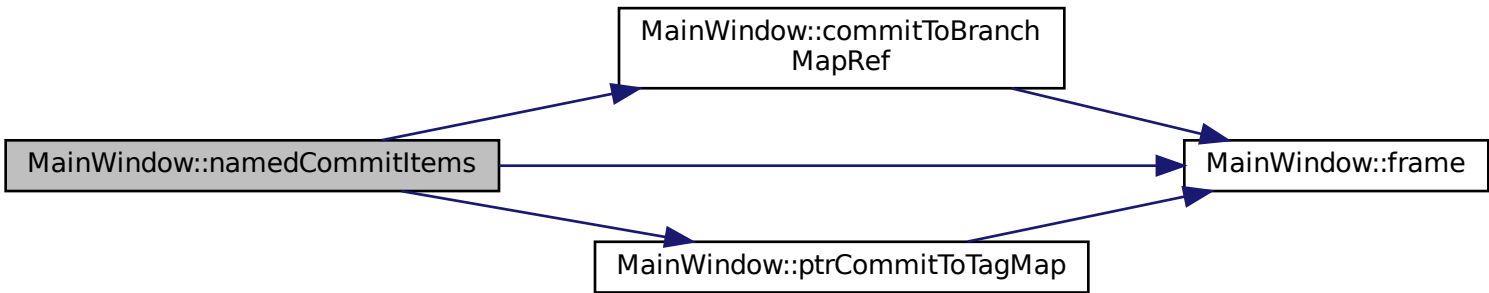 MainWindow::commitToBranch
MapRef
MainWindow::namedCommitItems
MainWindow::frame
MainWindow::ptrCommitToTagMap